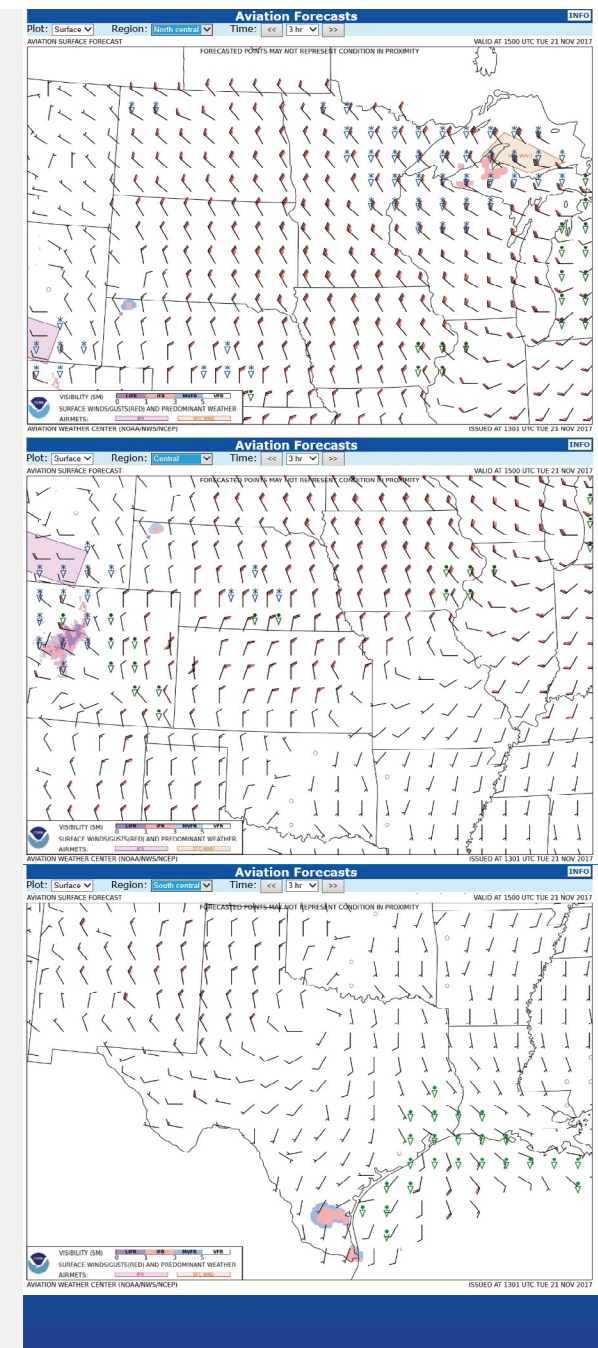 Aviation Forecasts INFO
Plot: Surface Region: North central Time: << 3 hr >>
AVIATION SURFACE FORECAST VALID AT 1500 UTC TUE 21 NOV 2017
FORECASTED POINTS MAY NOT REPRESENT CONDITION IN PROXIMITY
SFC WND
VISIBILITY (SM) LIFR IFR MVFR VFR
0 1 3 5
SURFACE WINDS/GUSTS(RED) AND PREDOMINANT WEATHER
AIRMETS: IFR SFC WND
AVIATION WEATHER CENTER (NOAA/NWS/NCEP) ISSUED AT 1301 UTC TUE 21 NOV 2017
Aviation Forecasts INFO
Plot: Surface Region: Central Time: << 3 hr >>
AVIATION SURFACE FORECAST VALID AT 1500 UTC TUE 21 NOV 2017
FORECASTED POINTS MAY NOT REPRESENT CONDITION IN PROXIMITY
VISIBILITY (SM) LIFR IFR MVFR VFR
0 1 3 5
SURFACE WINDS/GUSTS(RED) AND PREDOMINANT WEATHER
AIRMETS: IFR SFC WND
AVIATION WEATHER CENTER (NOAA/NWS/NCEP) ISSUED AT 1301 UTC TUE 21 NOV 2017
Aviation Forecasts INFO
Plot: Surface Region: South central Time: << 3 hr >>
AVIATION SURFACE FORECAST VALID AT 1500 UTC TUE 21 NOV 2017
FORECASTED POINTS MAY NOT REPRESENT CONDITION IN PROXIMITY
VISIBILITY (SM) LIFR IFR MVFR VFR
0 1 3 5
SURFACE WINDS/GUSTS(RED) AND PREDOMINANT WEATHER
AIRMETS: IFR SFC WND
AVIATION WEATHER CENTER (NOAA/NWS/NCEP) ISSUED AT 1301 UTC TUE 21 NOV 2017